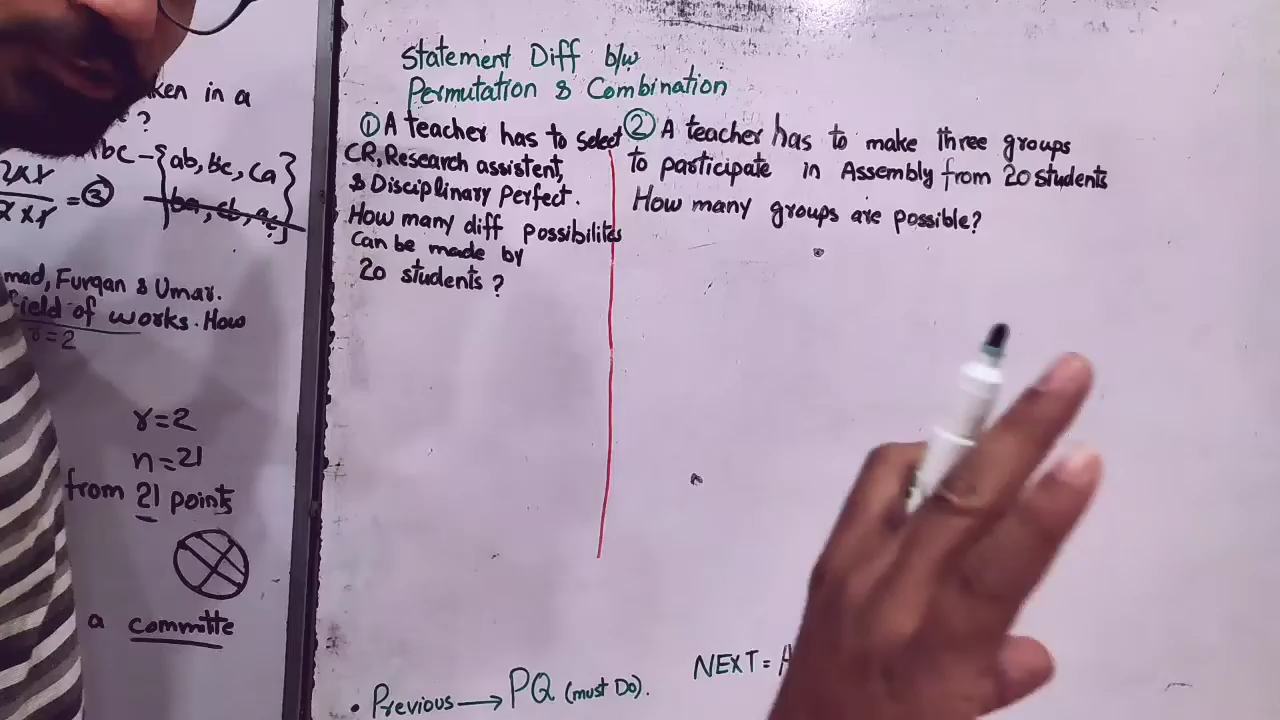 ken in a
?
Abc - {ab, bc, ca}
= ③ ba, cb, ac
mad, Furqan & Umar.
field of works. How
r=2
r=2
n=21
from 21 points
a committe
Statement Diff b/w
Permutation & Combination
① A teacher has to select
CR, Research assistent,
& Disciplinary Perfect.
How many diff possibilites
Can be made by
20 students?
② A teacher has to make three groups
to participate in Assembly from 20 students
How many groups are possible?
• Previous → PQ (must Do).
NEXT =